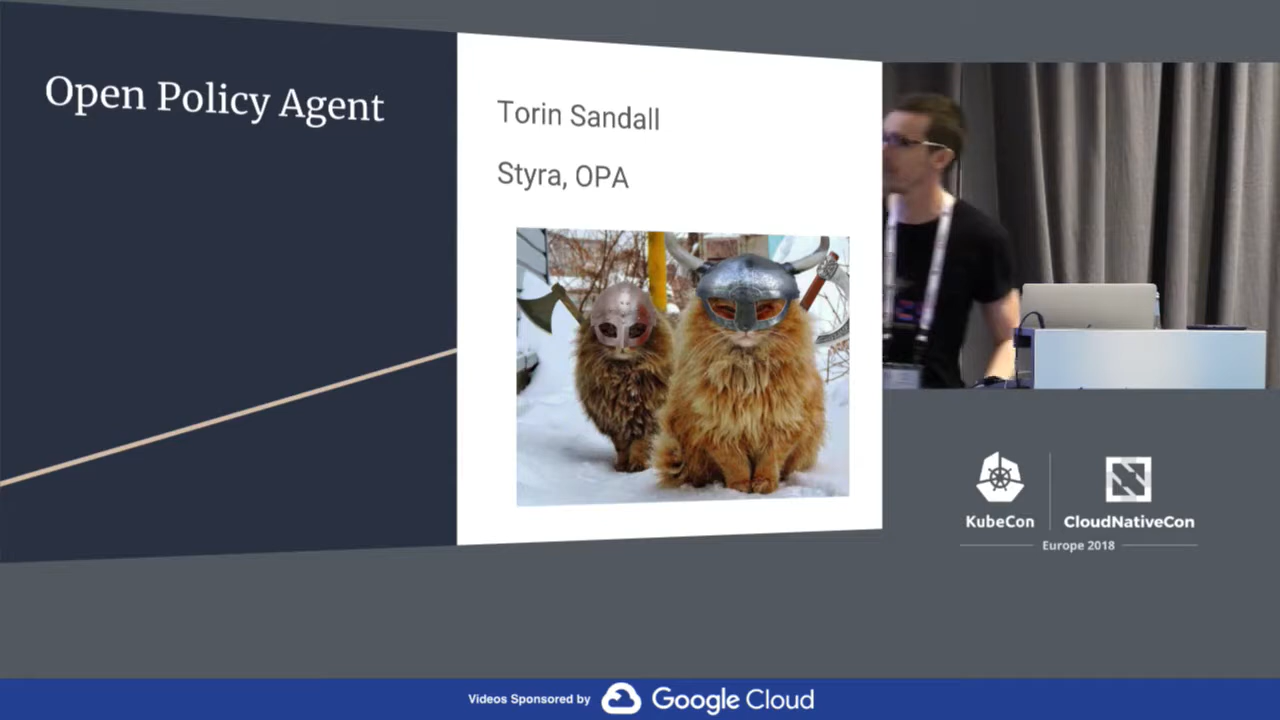 Open Policy Agent
Torin Sandall
Styra, OPA
KubeCon
CloudNativeCon
Europe 2018
Videos Sponsored by Google Cloud